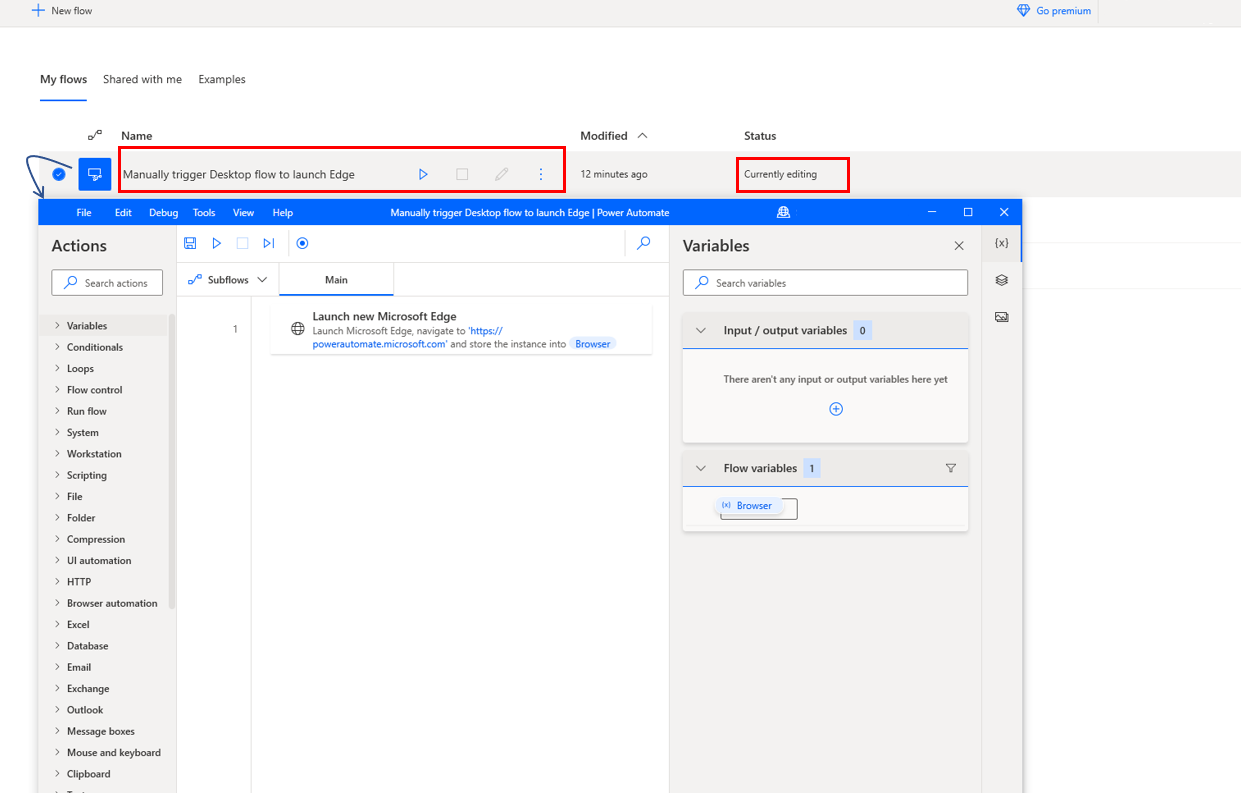 New flow
Go premium
My flows Shared with me Examples
Name Modified Status
Manually trigger Desktop flow to launch Edge 12 minutes ago Currently editing
File Edit Debug Tools View Help Manually trigger Desktop flow to launch Edge | Power Automate
Actions
Search actions
Variables
Conditionals
Loops
Flow control
Run flow
System
Workstation
Scripting
File
Folder
Compression
UI automation
HTTP
Browser automation
Excel
Database
Email
Exchange
Outlook
Message boxes
Mouse and keyboard
Clipboard
Subflows Main
1
Launch new Microsoft Edge
Launch Microsoft Edge, navigate to 'https://
powerautomate.microsoft.com' and store the instance into Browser
Variables
{x}
Search variables
Input / output variables 0
There aren't any input or output variables here yet
Flow variables 1
(x) Browser